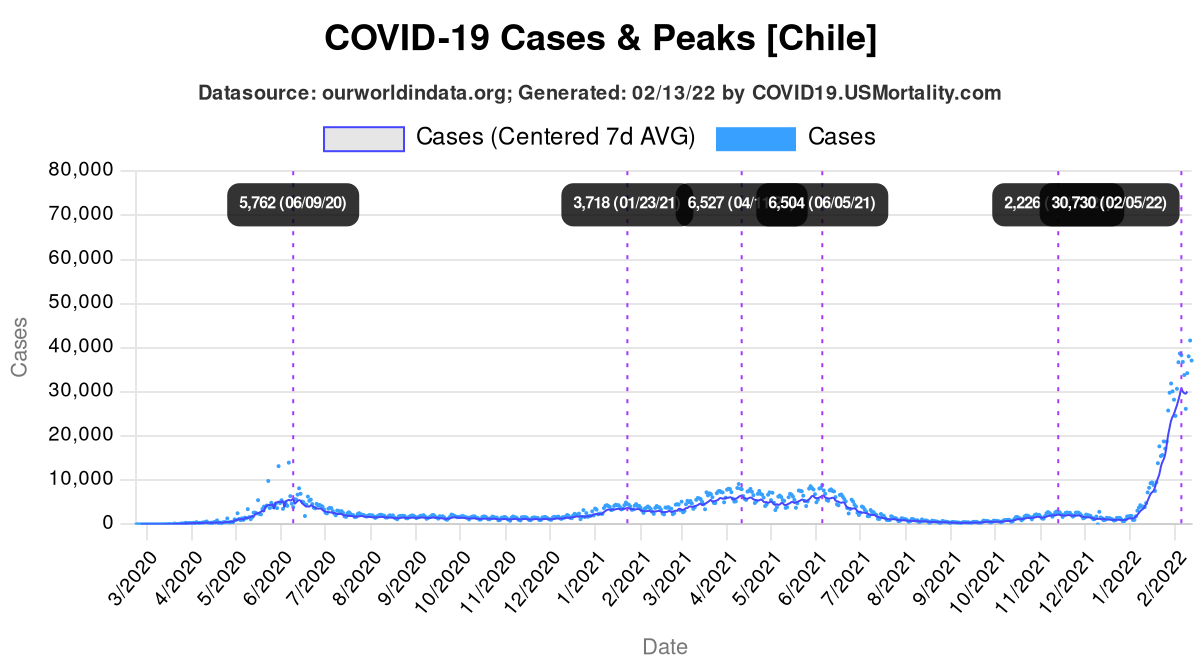 COVID-19 Cases & Peaks [Chile]
Datasource: ourworldindata.org; Generated: 02/13/22 by COVID19.USMortality.com
Cases (Centered 7d AVG) Cases
80,000
5,762 (06/09/20) 3,718 (01/23/21) 6,527 (04/ 6,504 (06/05/21) 2,226 30,730 (02/05/22)
70,000
60,000
50,000
40,000
30,000
20,000
10,000
0
Cases
3/2020 4/2020 5/2020 6/2020 7/2020 8/2020 9/2020 10/2020 11/2020 12/2020 1/2021 2/2021 3/2021 4/2021 5/2021 6/2021 7/2021 8/2021 9/2021 10/2021 11/2021 12/2021 1/2022 2/2022
Date